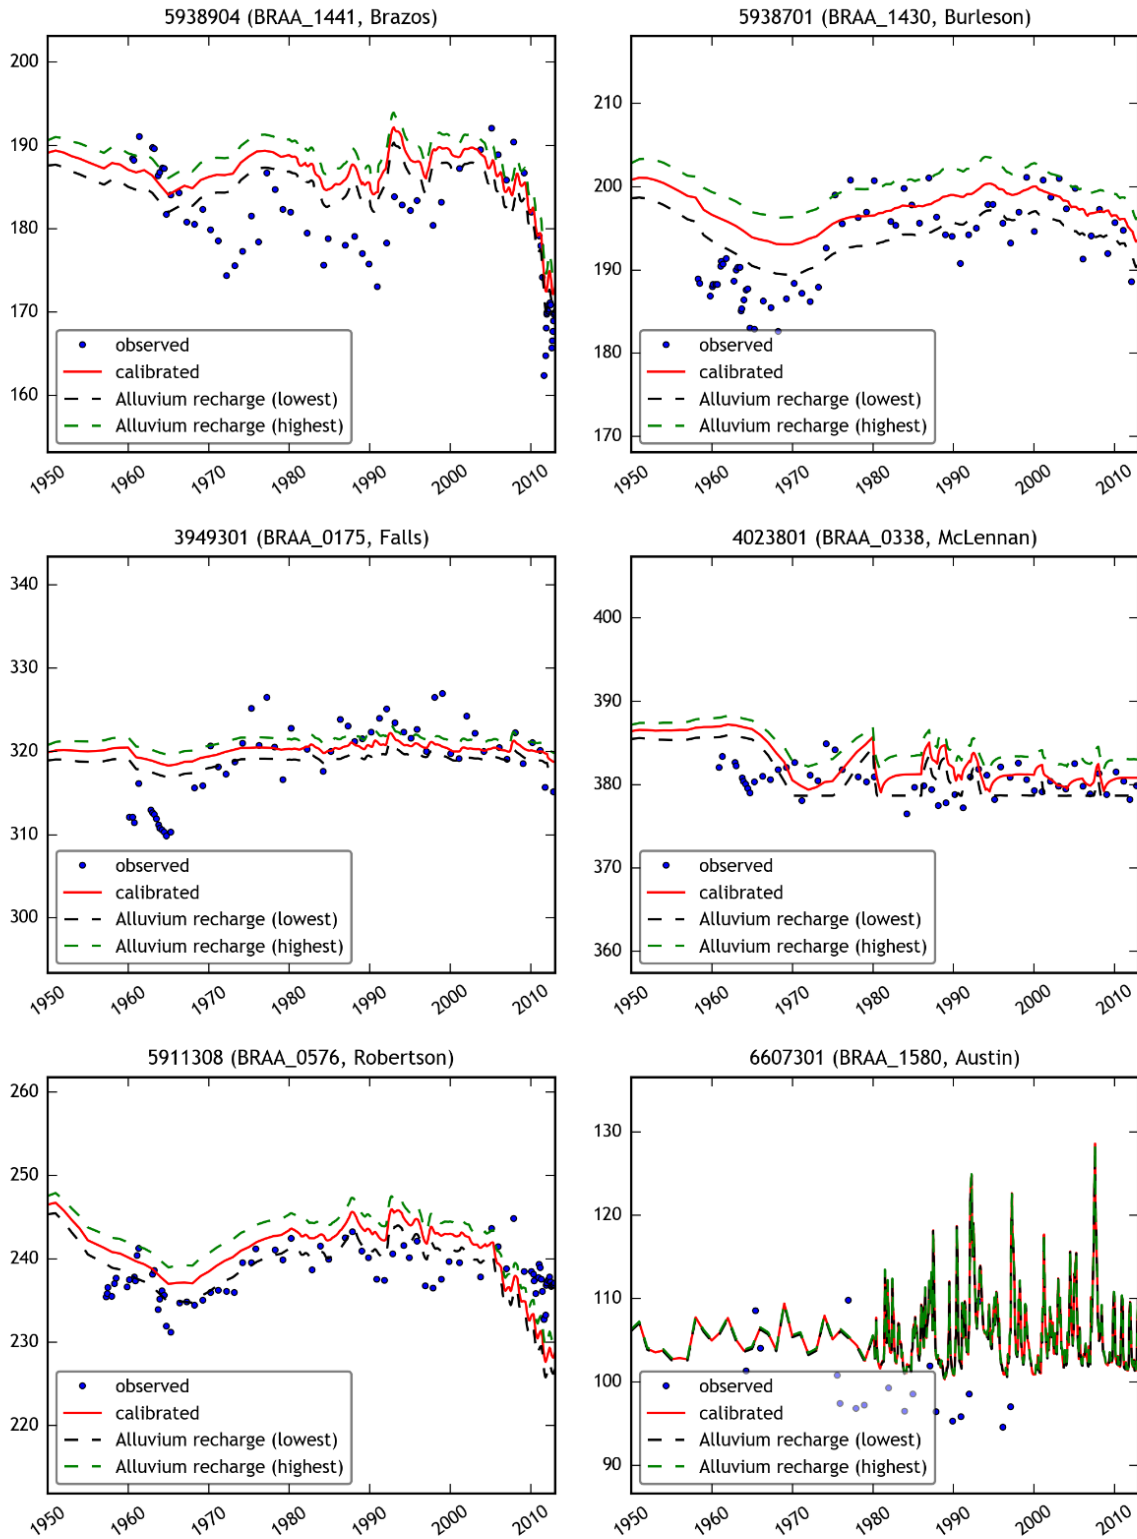 5938904 (BRAA_1441, Brazos)
200
190
180
170
160
observed
calibrated
Alluvium recharge (lowest)
Alluvium recharge (highest)
1950 1960 1970 1980 1990 2000 2010
5938701 (BRAA_1430, Burleson)
210
200
190
180
170
observed
calibrated
Alluvium recharge (lowest)
Alluvium recharge (highest)
1950 1960 1970 1980 1990 2000 2010
3949301 (BRAA_0175, Falls)
340
330
320
310
300
observed
calibrated
Alluvium recharge (lowest)
Alluvium recharge (highest)
1950 1960 1970 1980 1990 2000 2010
4023801 (BRAA_0338, McLennan)
400
390
380
370
360
observed
calibrated
Alluvium recharge (lowest)
Alluvium recharge (highest)
1950 1960 1970 1980 1990 2000 2010
5911308 (BRAA_0576, Robertson)
260
250
240
230
220
observed
calibrated
Alluvium recharge (lowest)
Alluvium recharge (highest)
1950 1960 1970 1980 1990 2000 2010
6607301 (BRAA_1580, Austin)
130
120
110
100
90
observed
calibrated
Alluvium recharge (lowest)
Alluvium recharge (highest)
1950 1960 1970 1980 1990 2000 2010